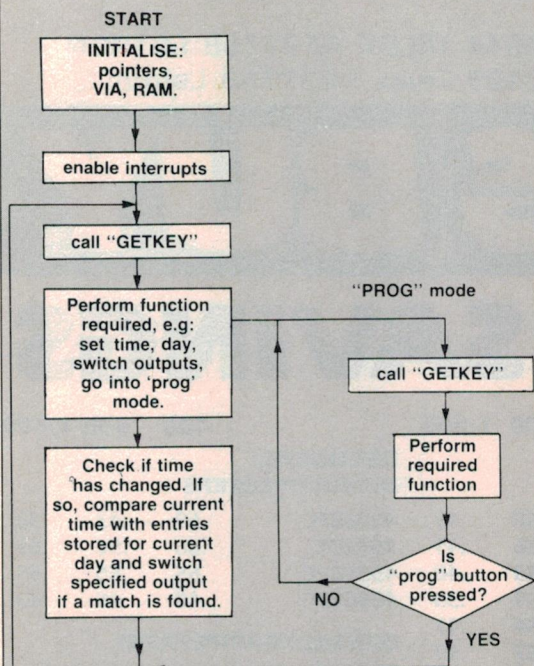 START
INITIALISE:
pointers,
VIA, RAM.
enable interrupts
call "GETKEY"
Perform function
required, e.g:
set time, day,
switch outputs,
go into 'prog'
mode.
Check if time
has changed. If
so, compare current
time with entries
stored for current
day and switch
specified output
if a match is found.
"PROG" mode
call "GETKEY"
Perform
required
function
Is
"prog" button
pressed?
NO
YES